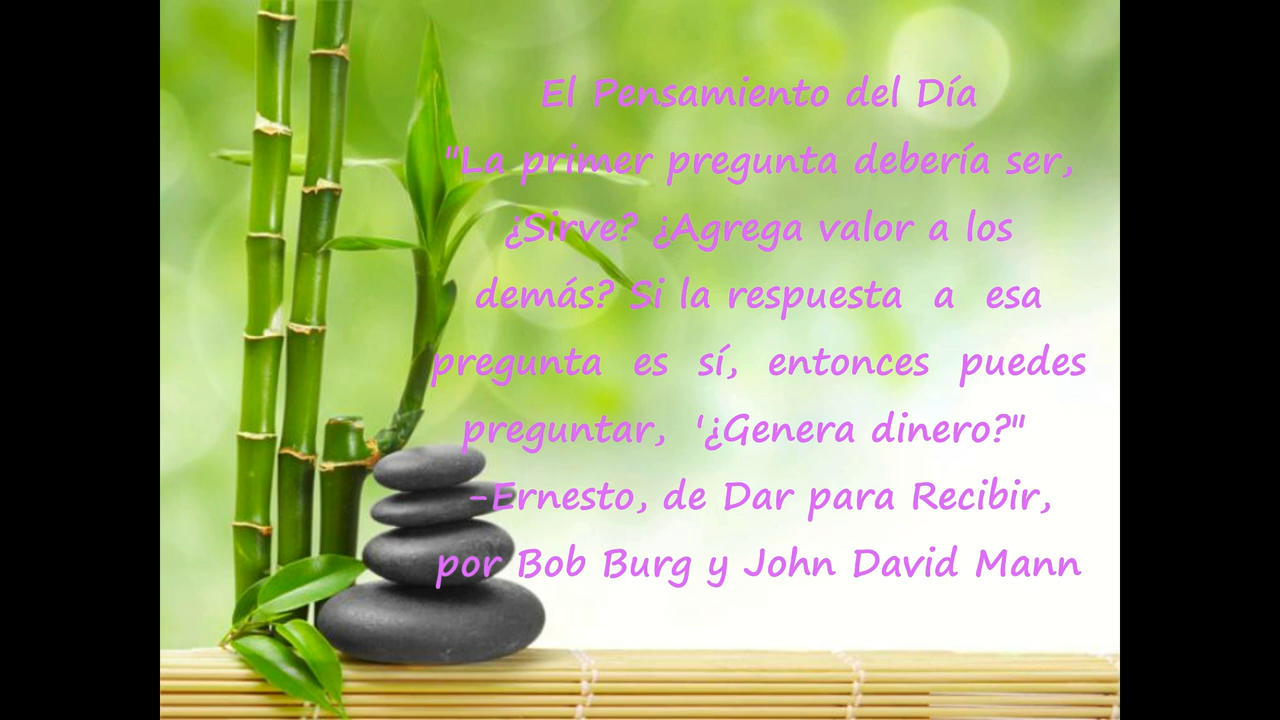 El Pensamiento del Día
"La primer pregunta debería ser,
¿Sirve? ¿Agrega valor a los
demás? Si la respuesta a esa
pregunta es sí, entonces puedes
preguntar, '¿Genera dinero?"
-Ernesto, de Dar para Recibir,
por Bob Burg y John David Mann